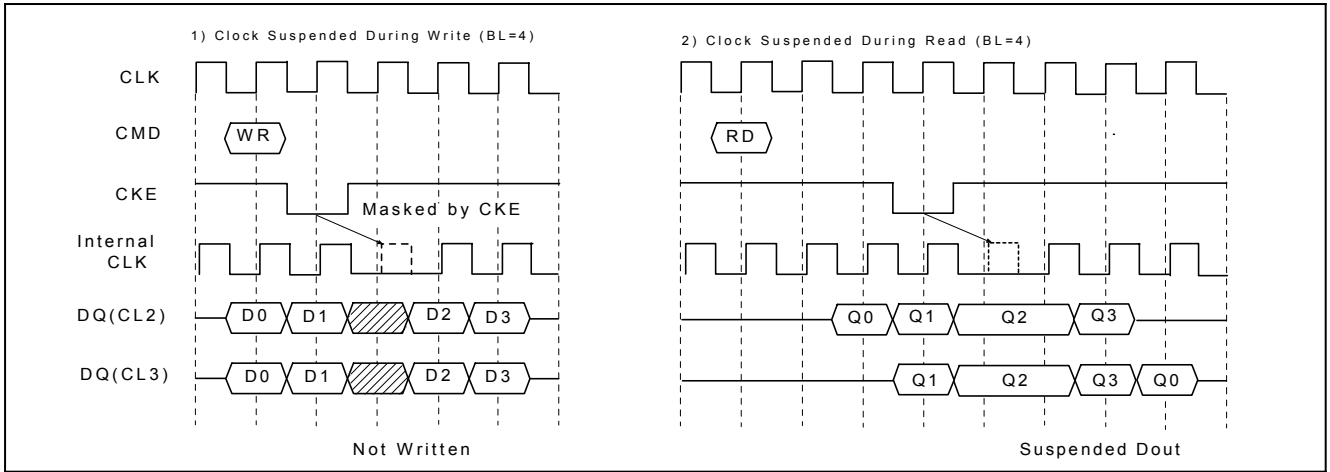 1) Clock Suspended During Write (BL=4)
2) Clock Suspended During Read (BL=4)
CLK
CMD
WR
RD
CKE
Masked by CKE
Internal
CLK
DQ(CL2)
D0
D1
D2
D3
Q0
Q1
Q2
Q3
DQ(CL3)
D0
D1
D2
D3
Q1
Q2
Q3
Q0
Not Written
Suspended Dout